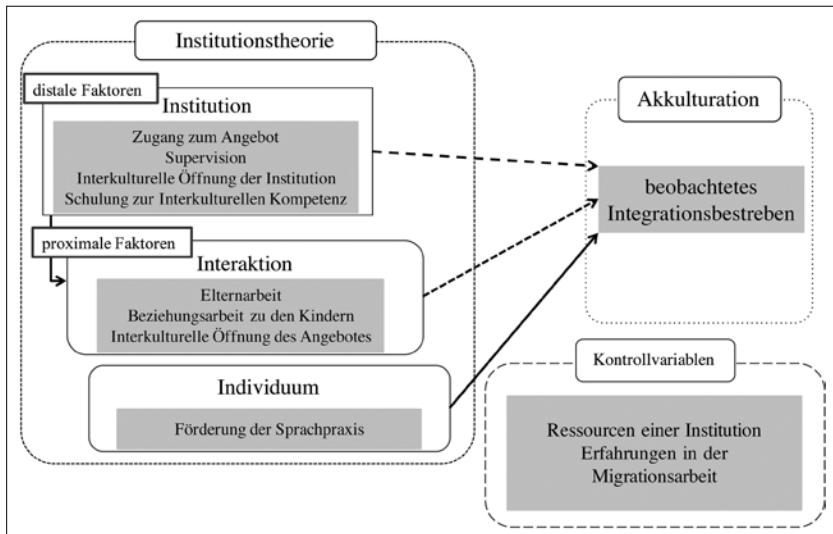 Institutionstheorie
distale Faktoren
Institution
Zugang zum Angebot
Supervision
Interkulturelle Öffnung der Institution
Schulung zur Interkulturellen Kompetenz
proximale Faktoren
Interaktion
Elternarbeit
Beziehungsarbeit zu den Kindern
Interkulturelle Öffnung des Angebotes
Individuum
Förderung der Sprachpraxis
Akkulturation
beobachtetes
Integrationsbestreben
Kontrollvariablen
Ressourcen einer Institution
Erfahrungen in der
Migrationsarbeit